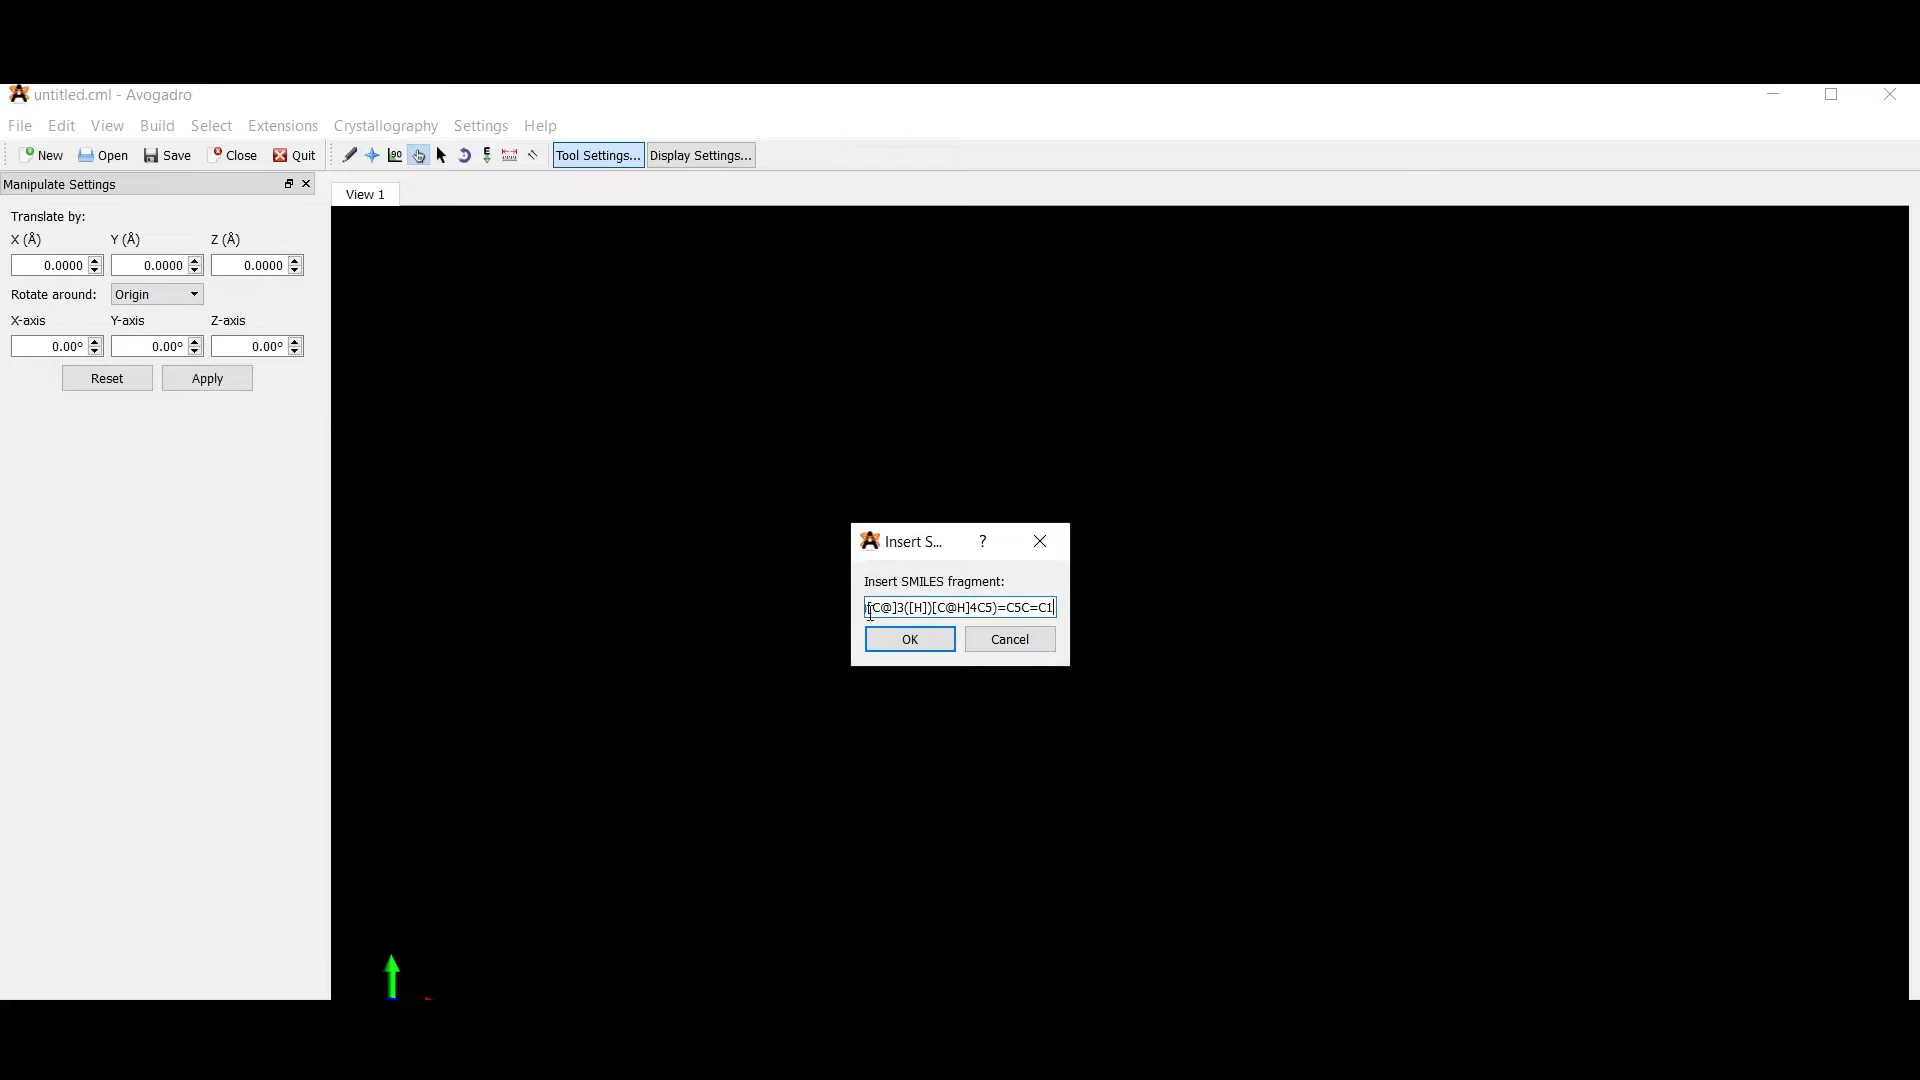 untitled.cml - Avogadro
File Edit View Build Select Extensions Crystallography Settings Help
New Open Save Close Quit 90 E Tool Settings... Display Settings...
Manipulate Settings
View 1
Translate by:
X (Å) Y (Å) Z (Å)
0.0000 0.0000 0.0000
Rotate around: Origin
X-axis Y-axis Z-axis
0.00° 0.00° 0.00°
Reset Apply
Insert S... ?
Insert SMILES fragment:
[C@]3([H])[C@H]4C5)=C5C=C1
OK Cancel